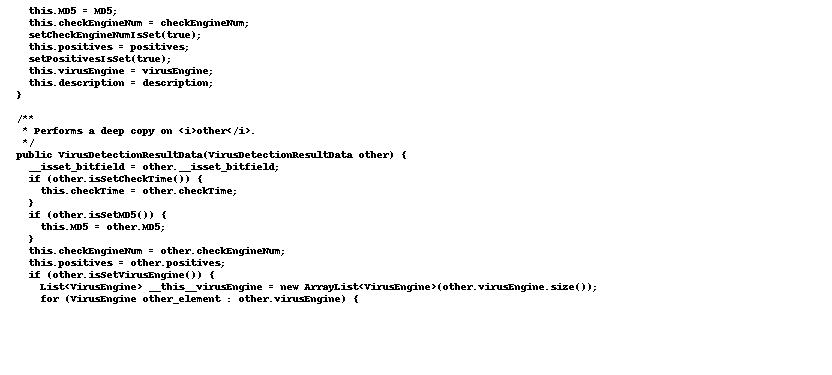 this.MD5 = MD5;
this.checkEngineNum = checkEngineNum;
setCheckEngineNumIsSet(true);
this.positives = positives;
setPositivesIsSet(true);
this.virusEngine = virusEngine;
this.description = description;
}
/**
* Performs a deep copy on <i>other</i>.
*/
public VirusDetectionResultData(VirusDetectionResultData other) {
__isset_bitfield = other.__isset_bitfield;
if (other.isSetCheckTime()) {
this.checkTime = other.checkTime;
}
if (other.isSetMD5()) {
this.MD5 = other.MD5;
}
this.checkEngineNum = other.checkEngineNum;
this.positives = other.positives;
if (other.isSetVirusEngine()) {
List<VirusEngine> __this__virusEngine = new ArrayList<VirusEngine>(other.virusEngine.size());
for (VirusEngine other_element : other.virusEngine) {